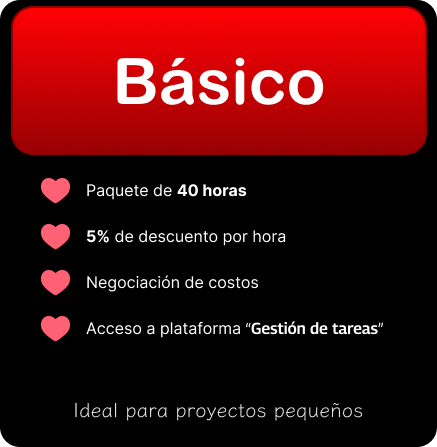 Básico
Paquete de 40 horas
5% de descuento por hora
Negociación de costos
Acceso a plataforma “Gestión de tareas”
Ideal para proyectos pequeños